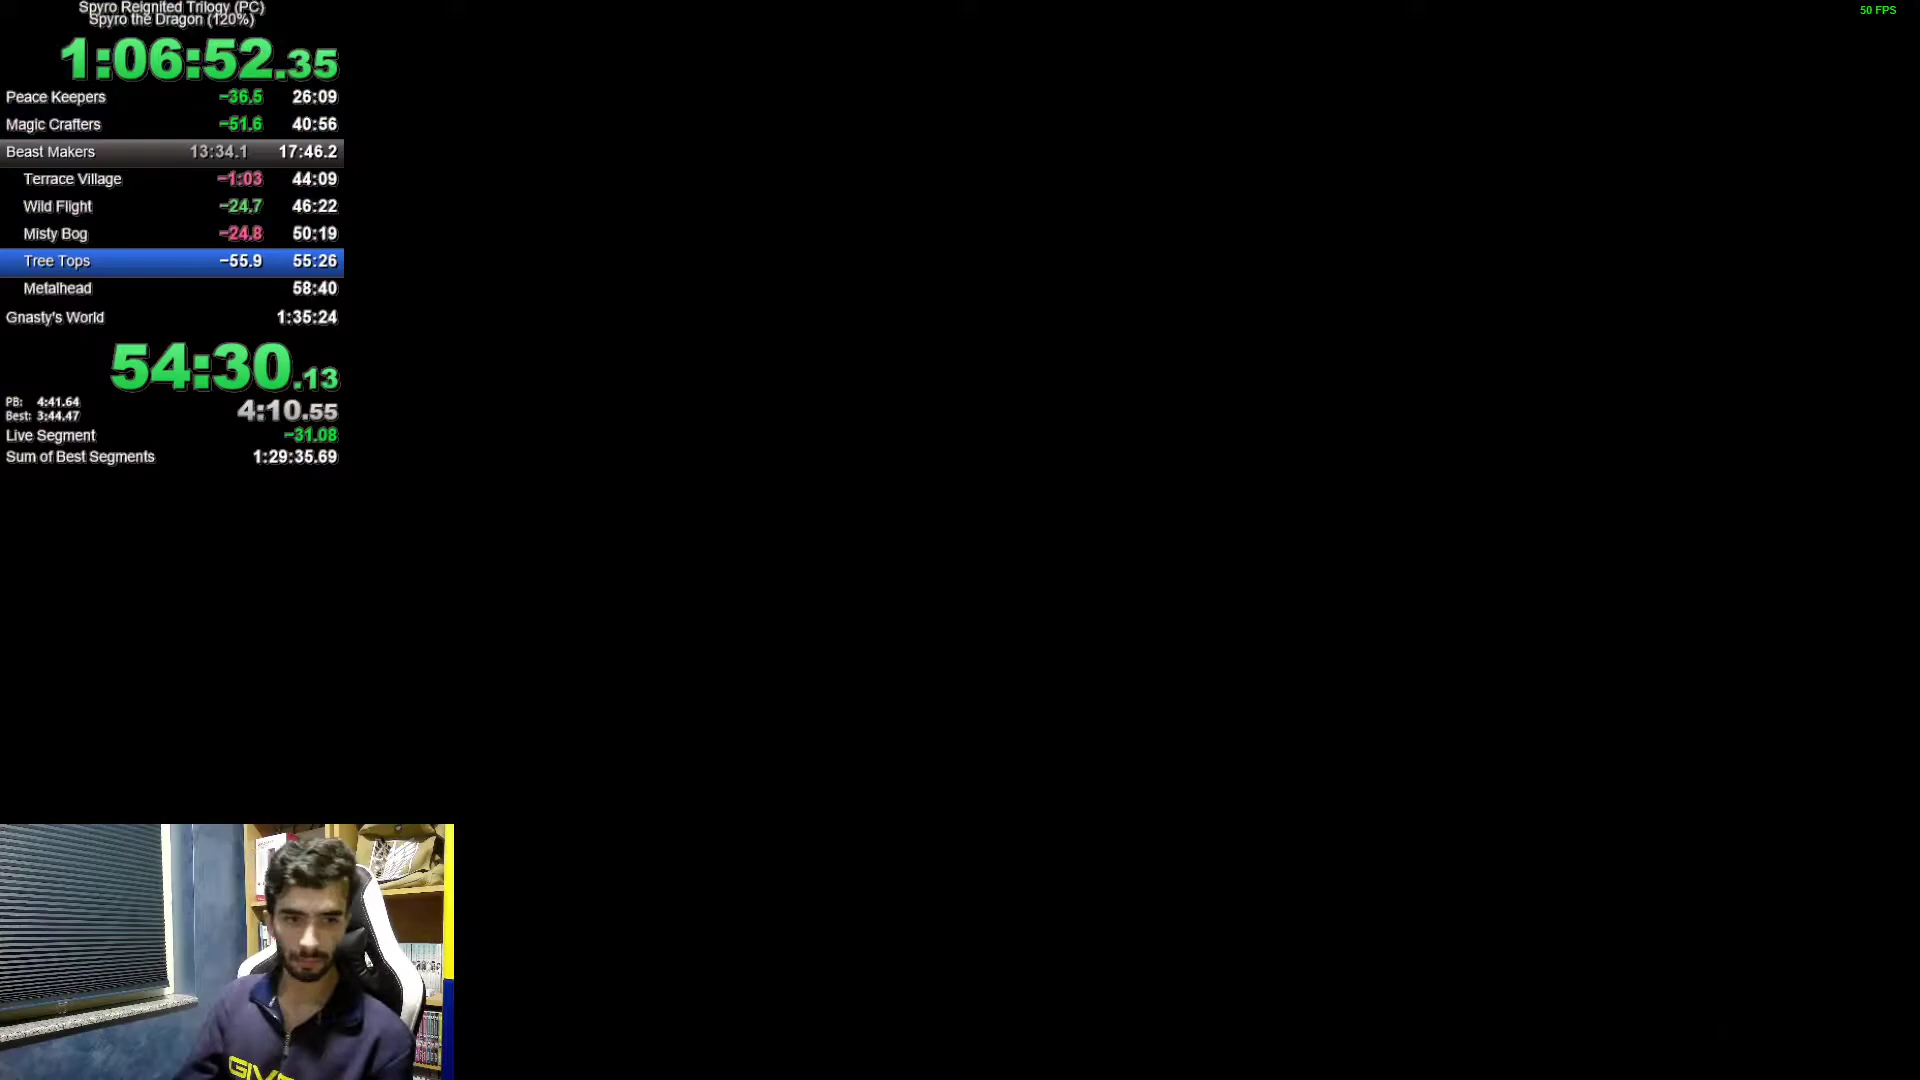 Spyro Reignited Trilogy (PC)
Spyro the Dragon (120%)
50 FPS
1:06:52.35
Peace Keepers −36.5 26:09
Magic Crafters −51.6 40:56
Beast Makers 13:34.1 17:46.2
Terrace Village −1:03 44:09
Wild Flight −24.7 46:22
Misty Bog −24.8 50:19
Tree Tops −55.9 55:26
Metalhead 58:40
Gnasty's World 1:35:24
54:30.13
PB: 4:41.64
Best: 3:44.47
4:10.55
Live Segment −31.08
Sum of Best Segments 1:29:35.69